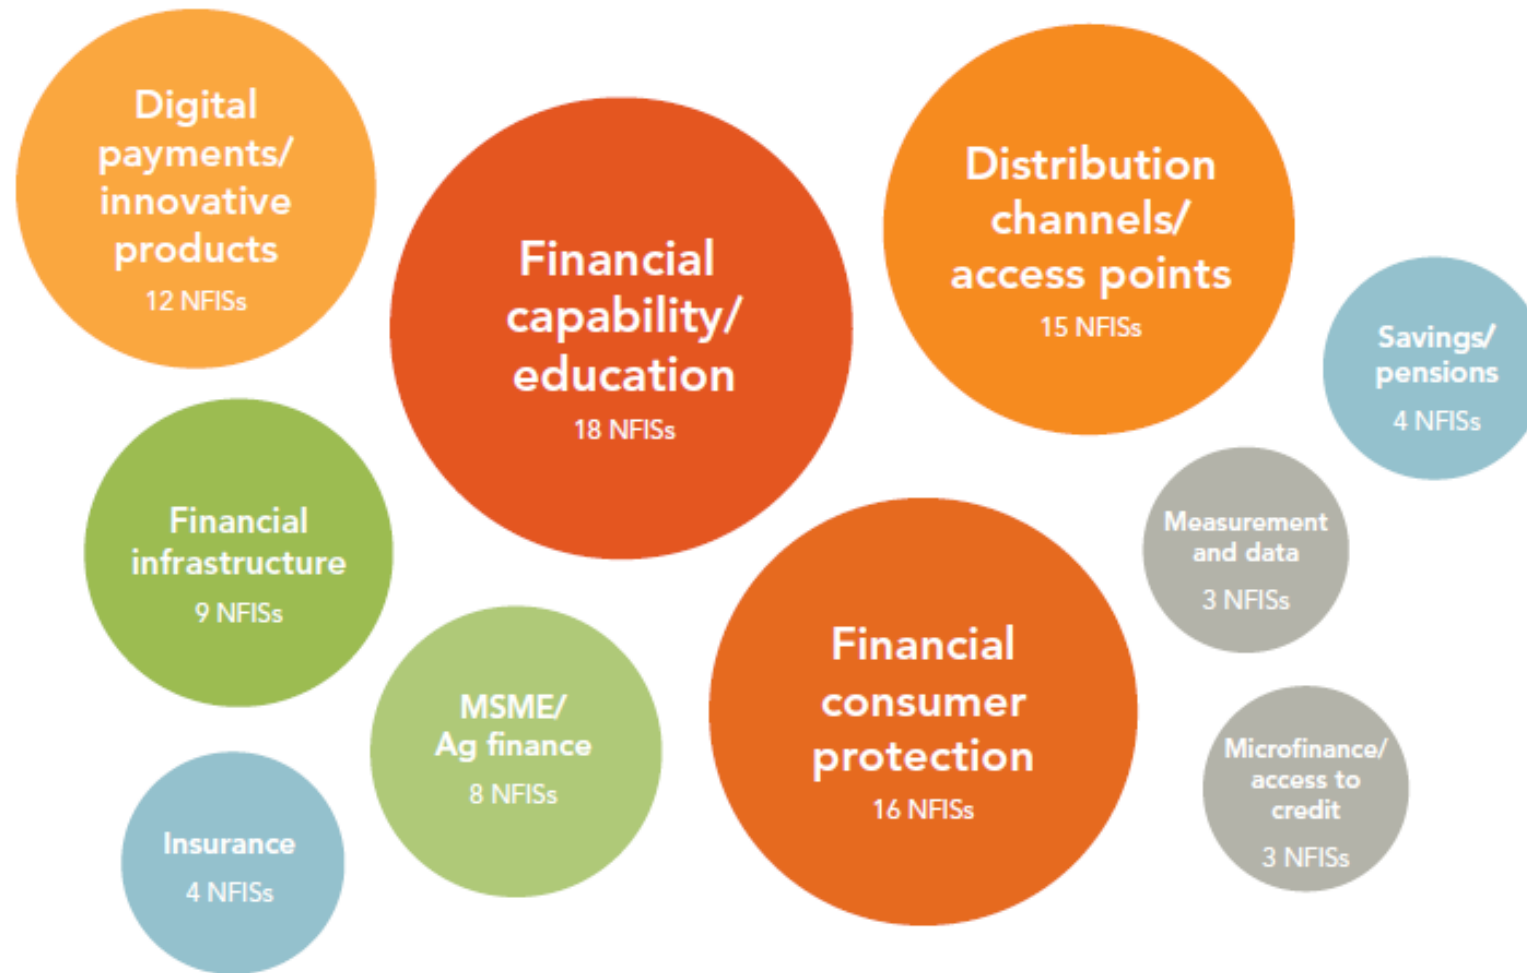 Digital
payments/
innovative
products
12 NFISs
Financial
capability/
education
18 NFISs
Distribution
channels/
access points
15 NFISs
Savings/
pensions
4 NFISs
Financial
infrastructure
9 NFISs
Measurement
and data
3 NFISs
MSME/
Ag finance
8 NFISs
Financial
consumer
protection
16 NFISs
Microfinance/
access to
credit
3 NFISs
Insurance
4 NFISs